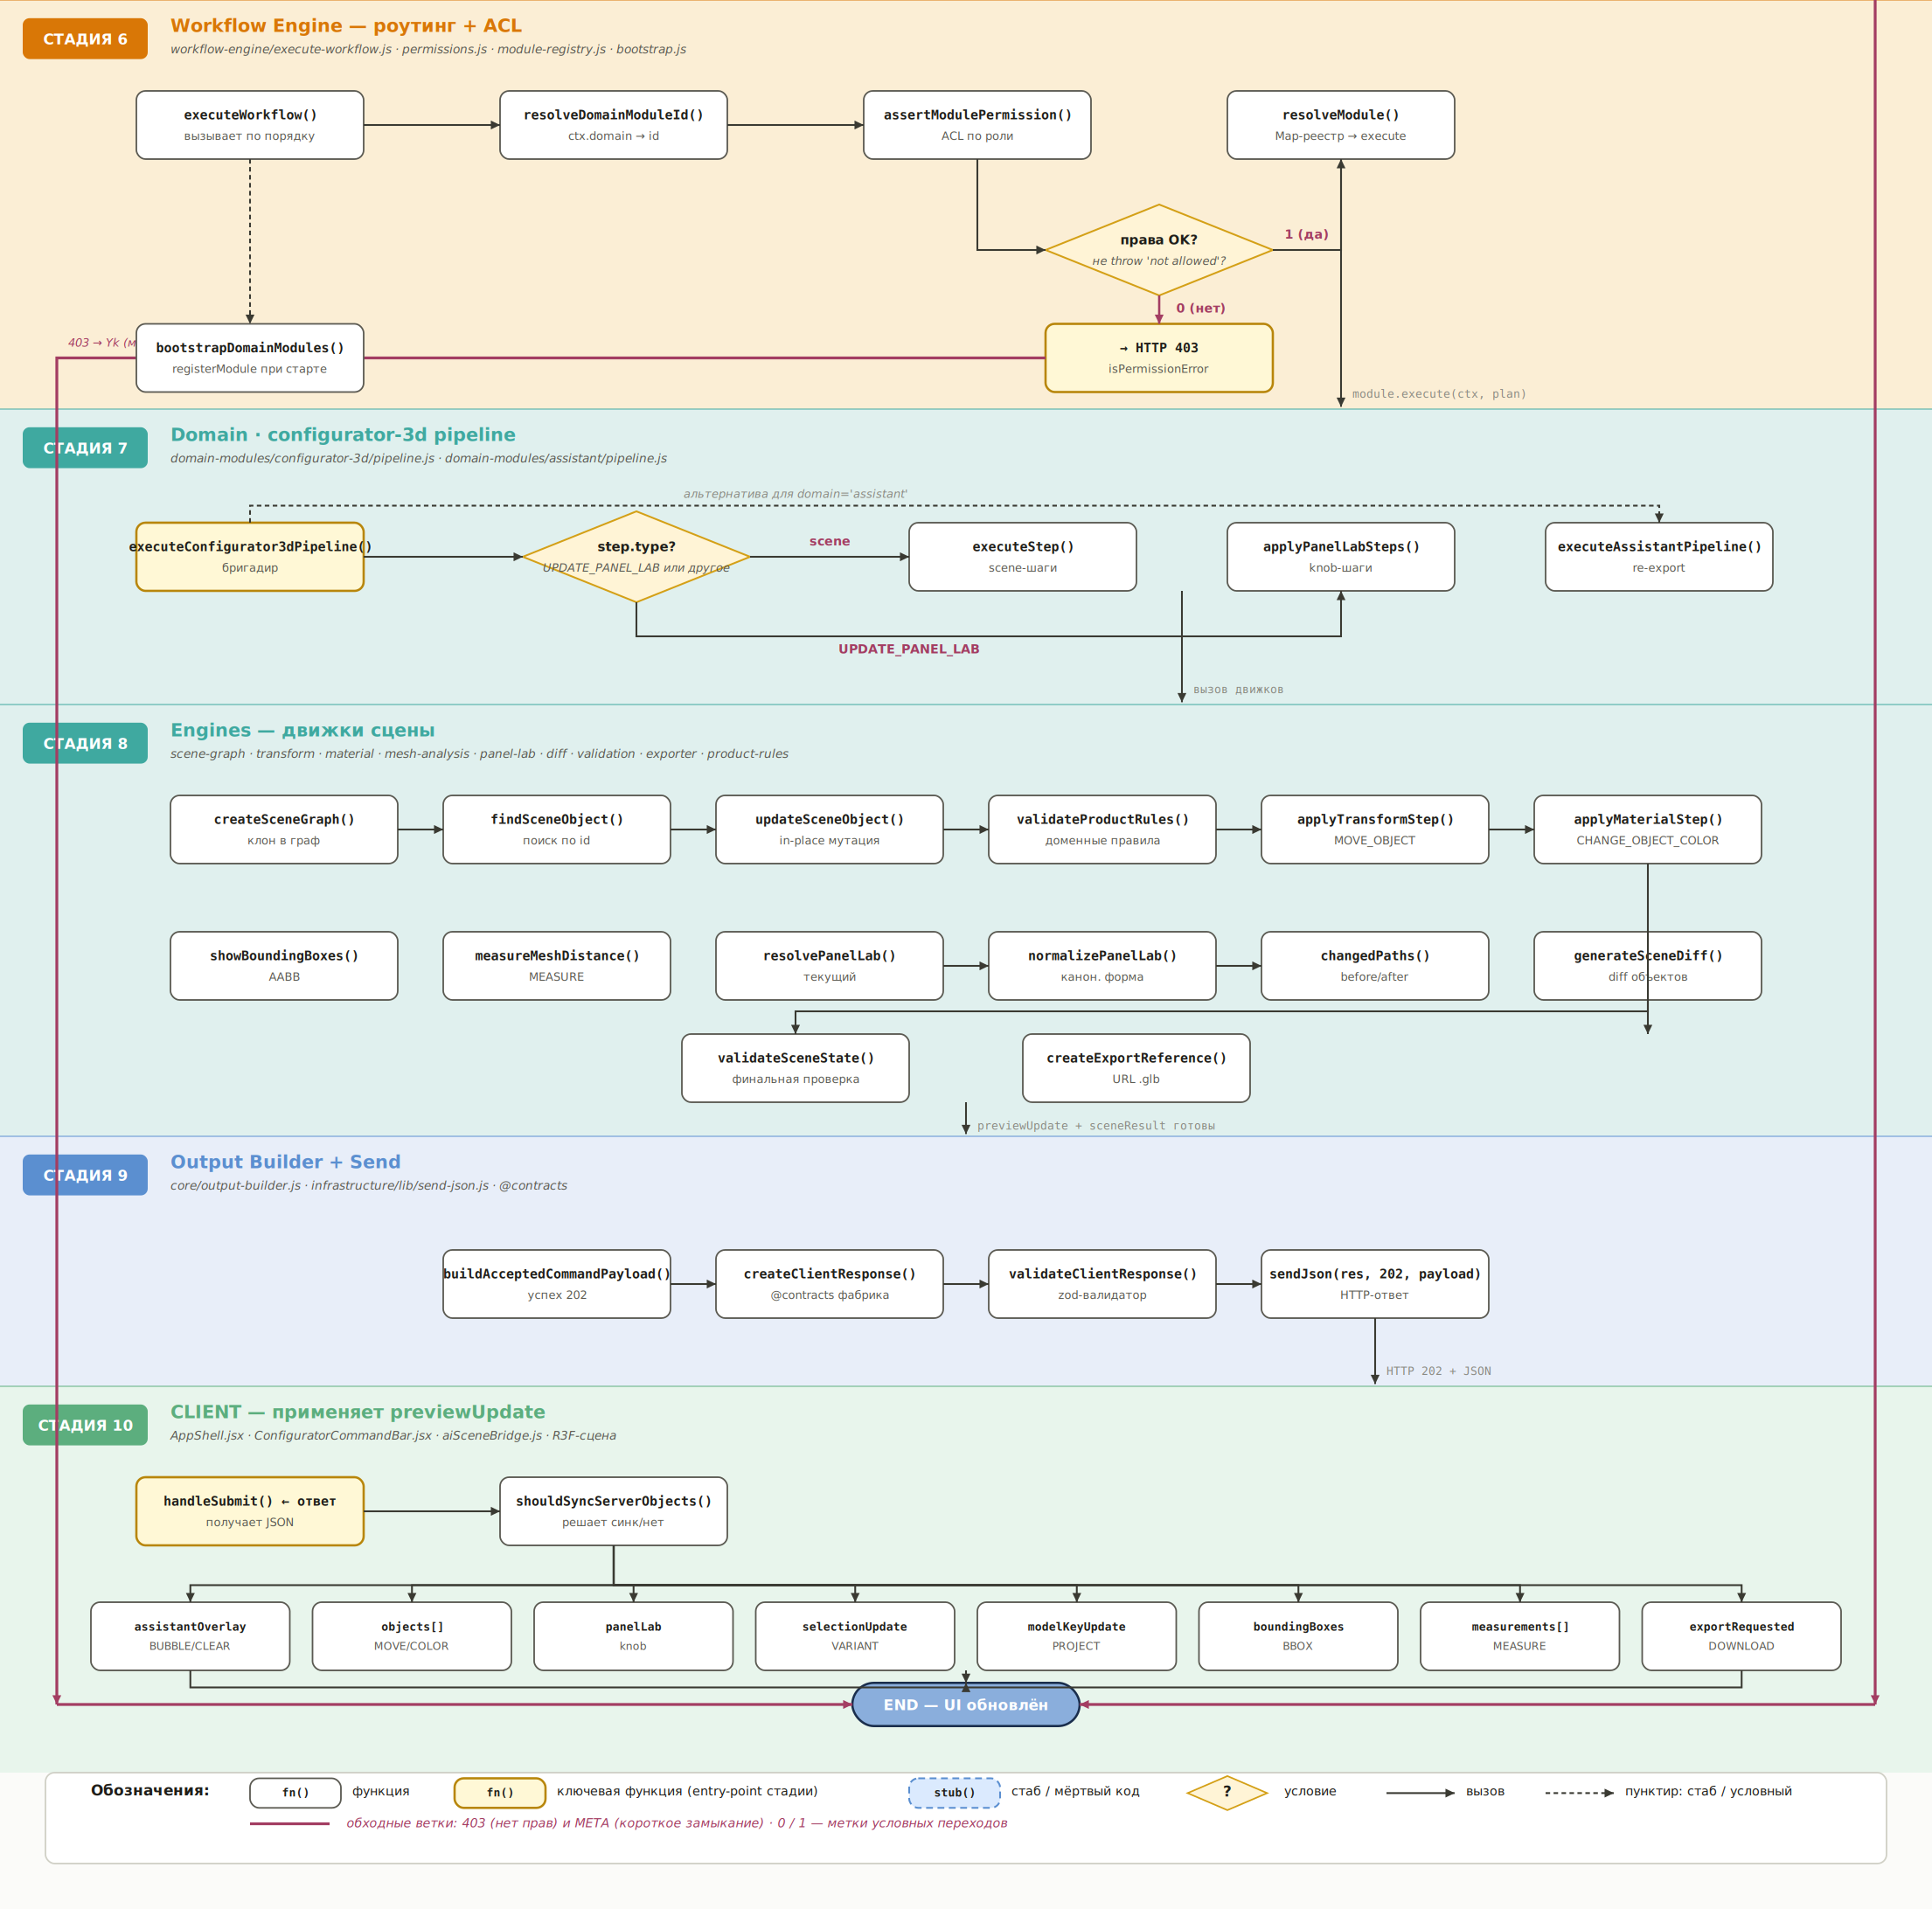 СТАДИЯ 6
Workflow Engine — роутинг + ACL
workflow-engine/execute-workflow.js · permissions.js · module-registry.js · bootstrap.js
executeWorkflow()
вызывает по порядку
resolveDomainModuleId()
ctx.domain → id
assertModulePermission()
ACL по роли
resolveModule()
Map-реестр → execute
права OK?
не throw 'not allowed'?
1 (да)
0 (нет)
403 → Yk (м
bootstrapDomainModules()
registerModule при старте
→ HTTP 403
isPermissionError
module.execute(ctx, plan)
СТАДИЯ 7
Domain · configurator-3d pipeline
domain-modules/configurator-3d/pipeline.js · domain-modules/assistant/pipeline.js
альтернатива для domain='assistant'
executeConfigurator3dPipeline()
бригадир
step.type?
UPDATE_PANEL_LAB или другое
scene
executeStep()
scene-шаги
applyPanelLabSteps()
knob-шаги
executeAssistantPipeline()
re-export
UPDATE_PANEL_LAB
вызов движков
СТАДИЯ 8
Engines — движки сцены
scene-graph · transform · material · mesh-analysis · panel-lab · diff · validation · exporter · product-rules
createSceneGraph()
клон в граф
findSceneObject()
поиск по id
updateSceneObject()
in-place мутация
validateProductRules()
доменные правила
applyTransformStep()
MOVE_OBJECT
applyMaterialStep()
CHANGE_OBJECT_COLOR
showBoundingBoxes()
AABB
measureMeshDistance()
MEASURE
resolvePanelLab()
текущий
normalizePanelLab()
канон. форма
changedPaths()
before/after
generateSceneDiff()
diff объектов
validateSceneState()
финальная проверка
createExportReference()
URL .glb
previewUpdate + sceneResult готовы
СТАДИЯ 9
Output Builder + Send
core/output-builder.js · infrastructure/lib/send-json.js · @contracts
buildAcceptedCommandPayload()
успех 202
createClientResponse()
@contracts фабрика
validateClientResponse()
zod-валидатор
sendJson(res, 202, payload)
HTTP-ответ
HTTP 202 + JSON
СТАДИЯ 10
CLIENT — применяет previewUpdate
AppShell.jsx · ConfiguratorCommandBar.jsx · aiSceneBridge.js · R3F-сцена
handleSubmit() ← ответ
получает JSON
shouldSyncServerObjects()
решает синк/нет
assistantOverlay
BUBBLE/CLEAR
objects[]
MOVE/COLOR
panelLab
knob
selectionUpdate
VARIANT
modelKeyUpdate
PROJECT
boundingBoxes
BBOX
measurements[]
MEASURE
exportRequested
DOWNLOAD
END — UI обновлён
Обозначения:
fn()
функция
fn()
ключевая функция (entry-point стадии)
stub()
стаб / мёртвый код
?
условие
вызов
пунктир: стаб / условный
обходные ветки: 403 (нет прав) и META (короткое замыкание) · 0 / 1 — метки условных переходов